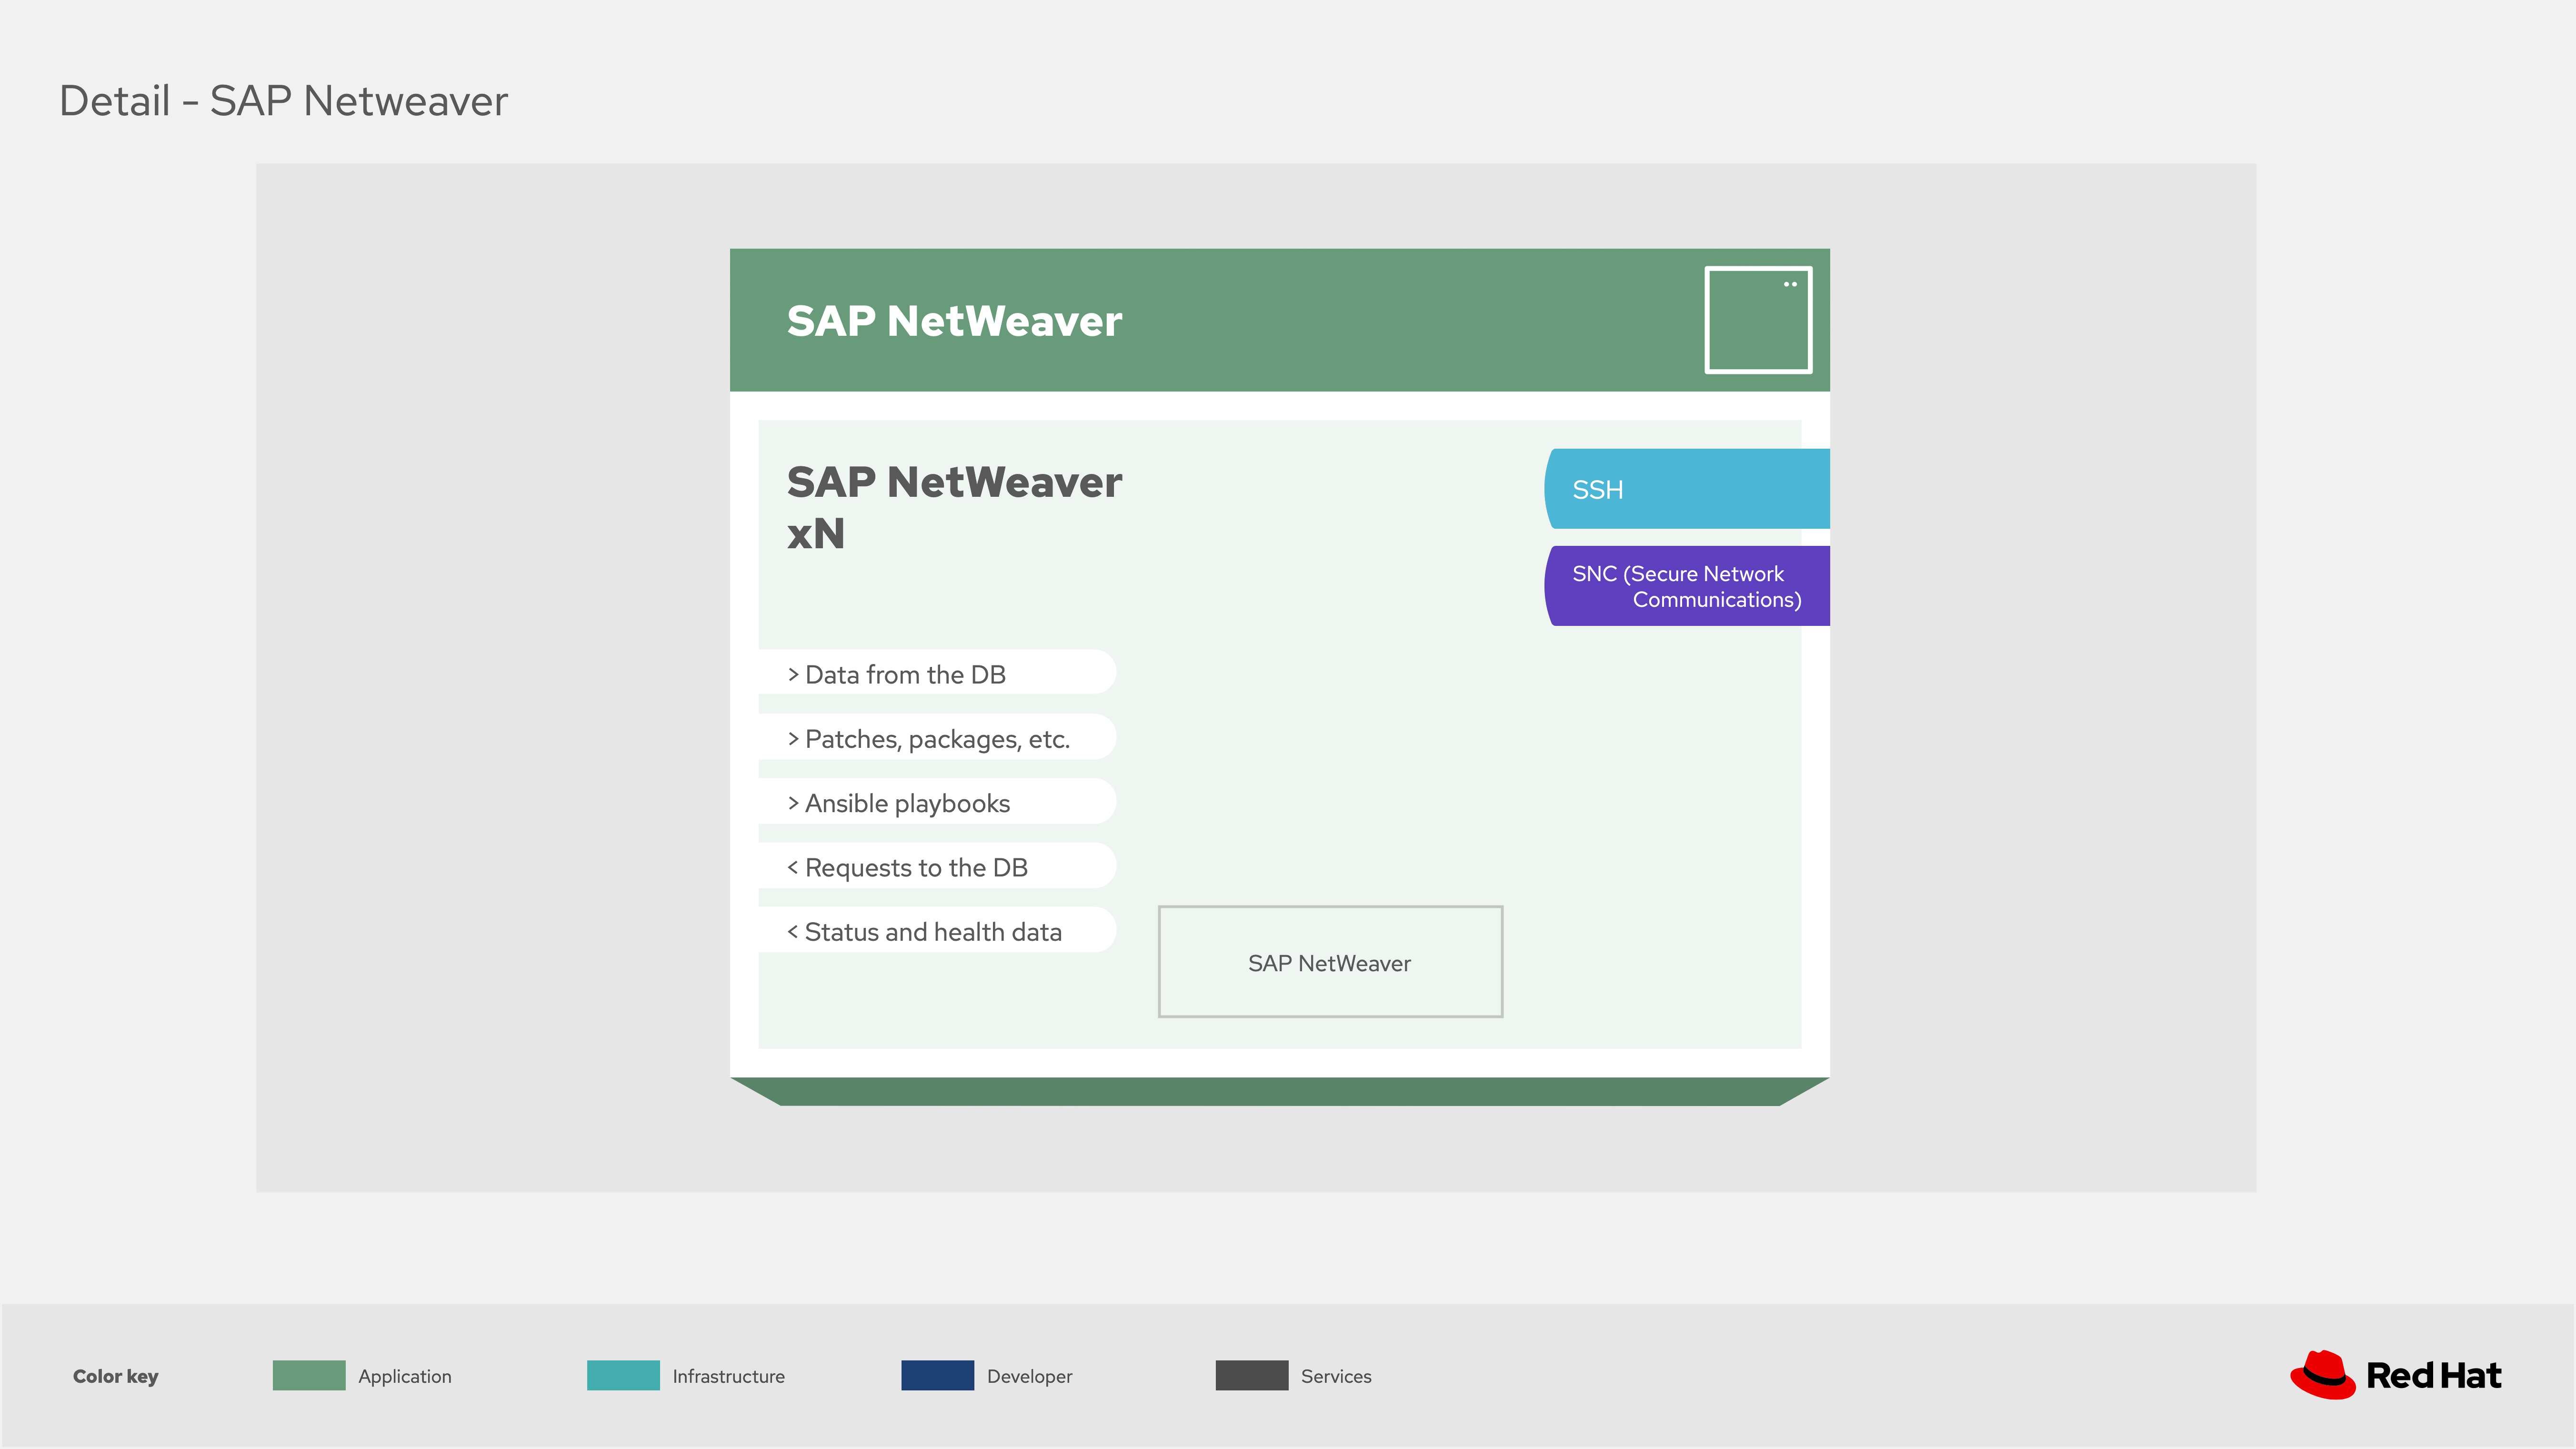 Detail - SAP Netweaver
SAP NetWeaver
SAP NetWeaver
xN
SSH
SNC (Secure Network
Communications)
> Data from the DB
> Patches, packages, etc.
> Ansible playbooks
< Requests to the DB
< Status and health data
SAP NetWeaver
Color key
Application
Infrastructure
Developer
Services
Red Hat